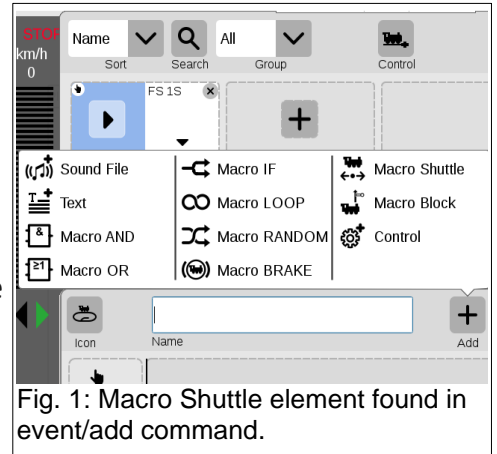 STOP
km/h
0
Name
All
Sort
Search
Group
Control
FS 1S
Sound File
Macro IF
Macro Shuttle
Text
Macro LOOP
Macro Block
&
Macro AND
Macro RANDOM
Control
≥1
Macro OR
Macro BRAKE
e
Icon
Name
Add
Fig. 1: Macro Shuttle element found in
event/add command.